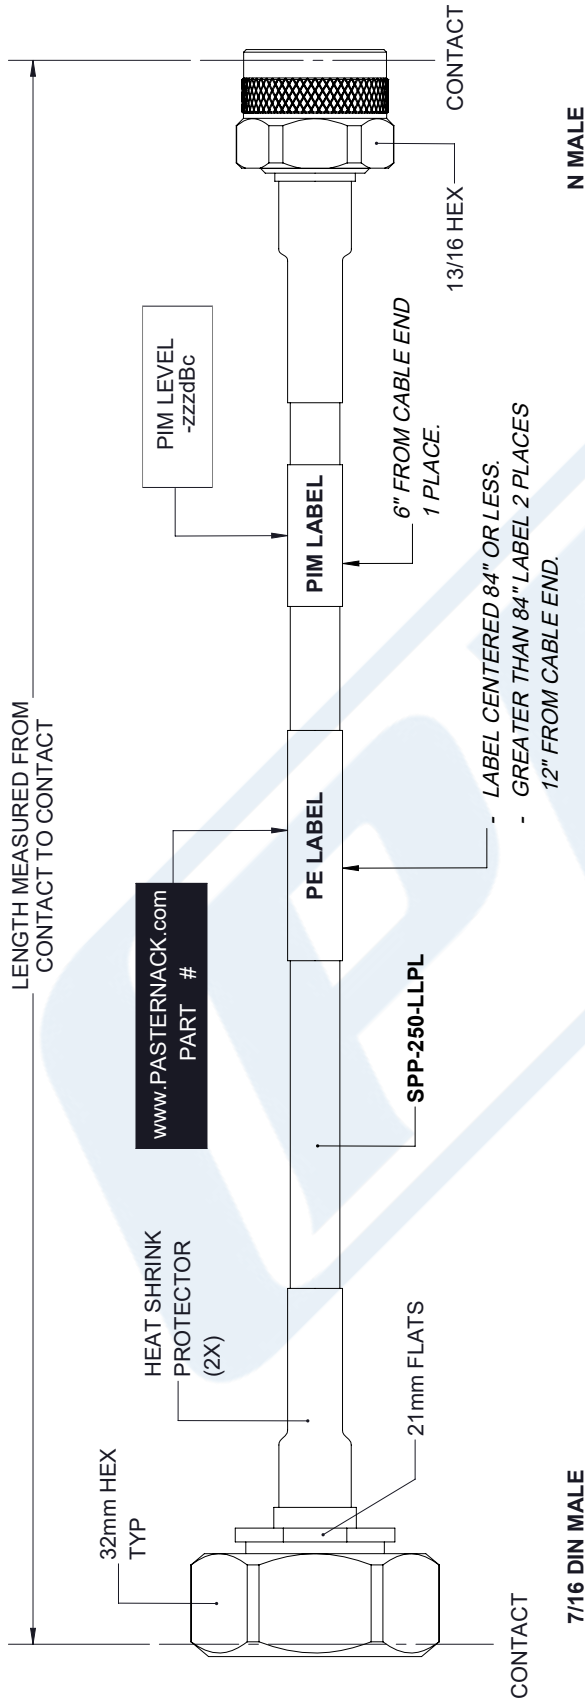 LENGTH MEASURED FROM
CONTACT TO CONTACT
32mm HEX
TYP
HEAT SHRINK
PROTECTOR
(2X)
www.PASTERNACK.com
PART #
PIM LEVEL
-zzzdBc
PE LABEL
PIM LABEL
CONTACT
21mm FLATS
SPP-250-LLPL
- LABEL CENTERED 84" OR LESS.
- GREATER THAN 84" LABEL 2 PLACES
12" FROM CABLE END.
6" FROM CABLE END
1 PLACE.
13/16 HEX
CONTACT
7/16 DIN MALE
N MALE